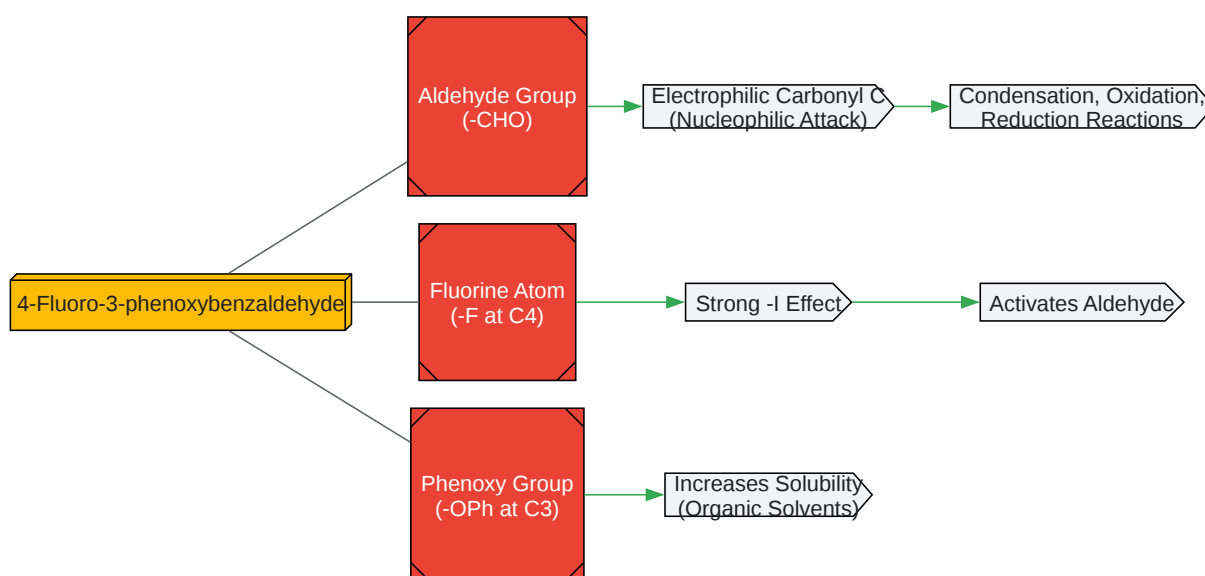 Aldehyde Group
(-CHO)
Electrophilic Carbonyl C
(Nucleophilic Attack)
Condensation, Oxidation,
Reduction Reactions
4-Fluoro-3-phenoxybenzaldehyde
Fluorine Atom
(-F at C4)
Strong -I Effect
Activates Aldehyde
Phenoxy Group
(-OPh at C3)
Increases Solubility
(Organic Solvents)